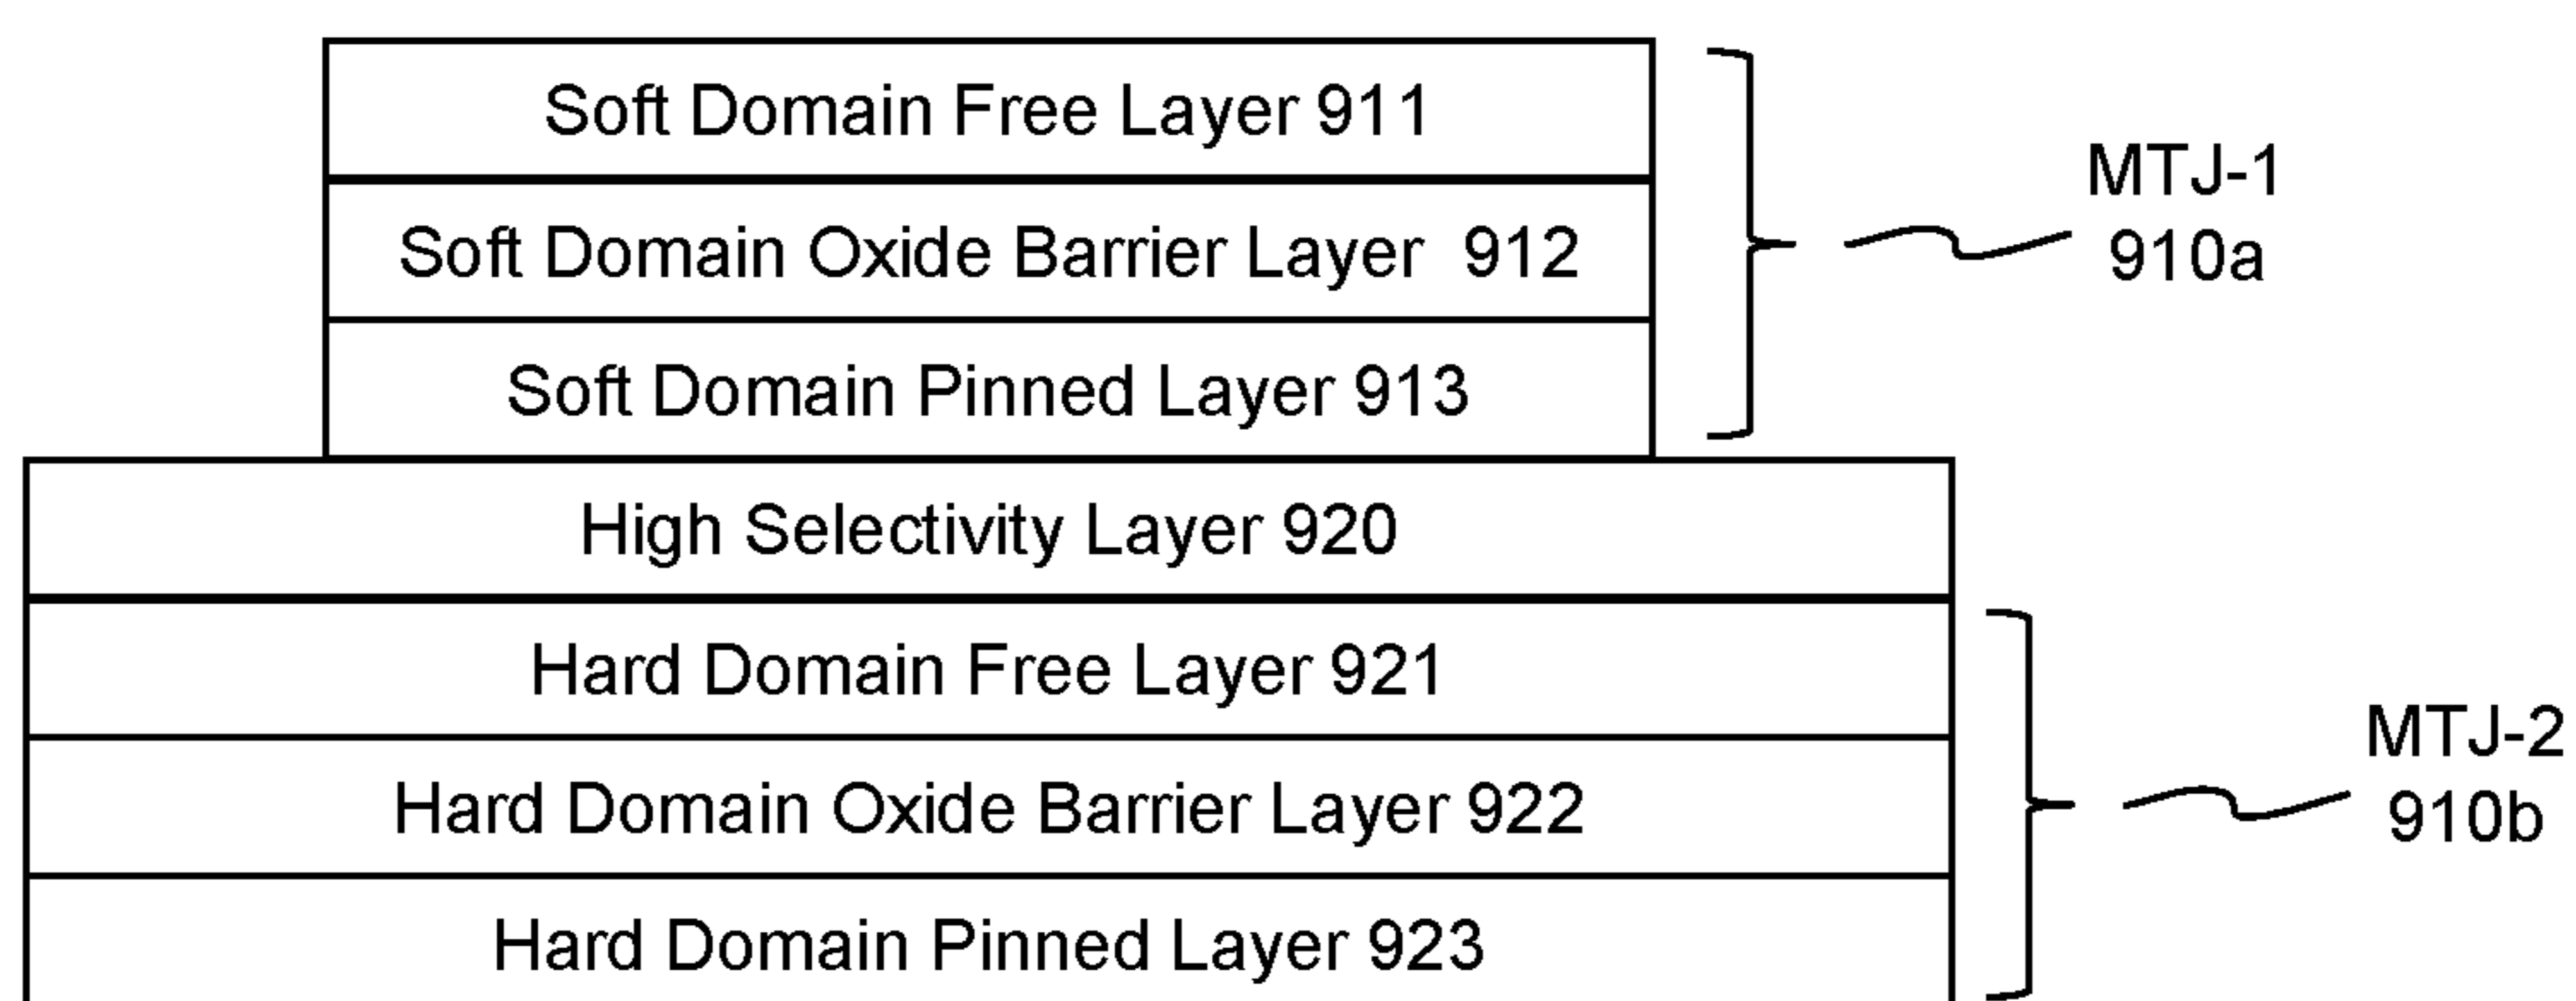 Soft Domain Free Layer 911
Soft Domain Oxide Barrier Layer 912
Soft Domain Pinned Layer 913
MTJ-1
910a
High Selectivity Layer 920
Hard Domain Free Layer 921
Hard Domain Oxide Barrier Layer 922
Hard Domain Pinned Layer 923
MTJ-2
910b